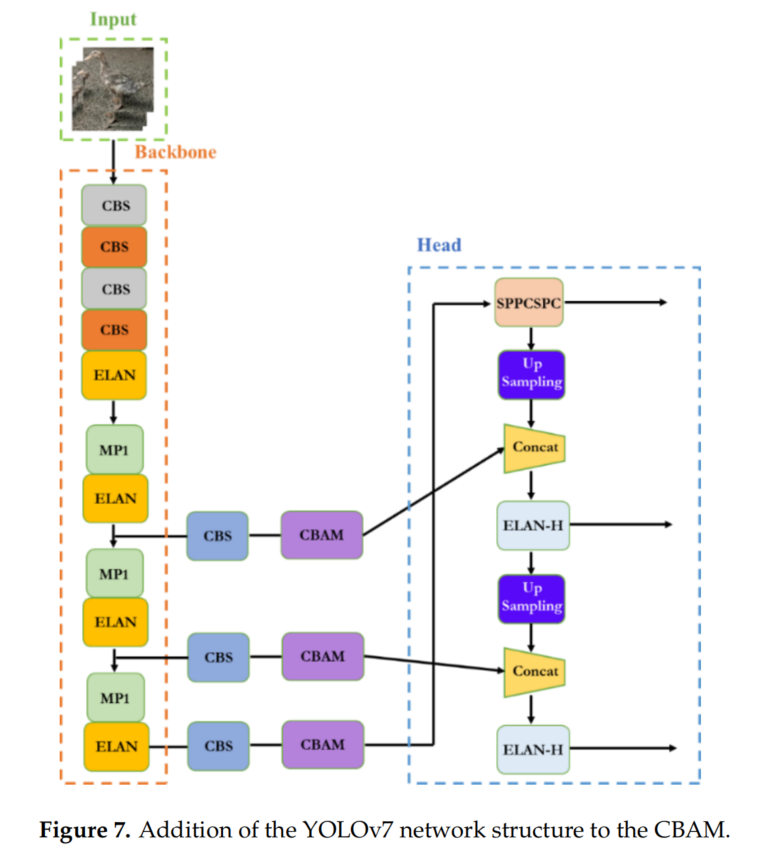 Input
Backbone
CBS
CBS
CBS
CBS
ELAN
MP1
ELAN
MP1
ELAN
MP1
ELAN
CBS
CBAM
CBS
CBAM
CBS
CBAM
Head
SPPCSPC
Up
Sampling
Concat
ELAN-H
Up
Sampling
Concat
ELAN-H
Figure 7. Addition of the YOLOv7 network structure to the CBAM.